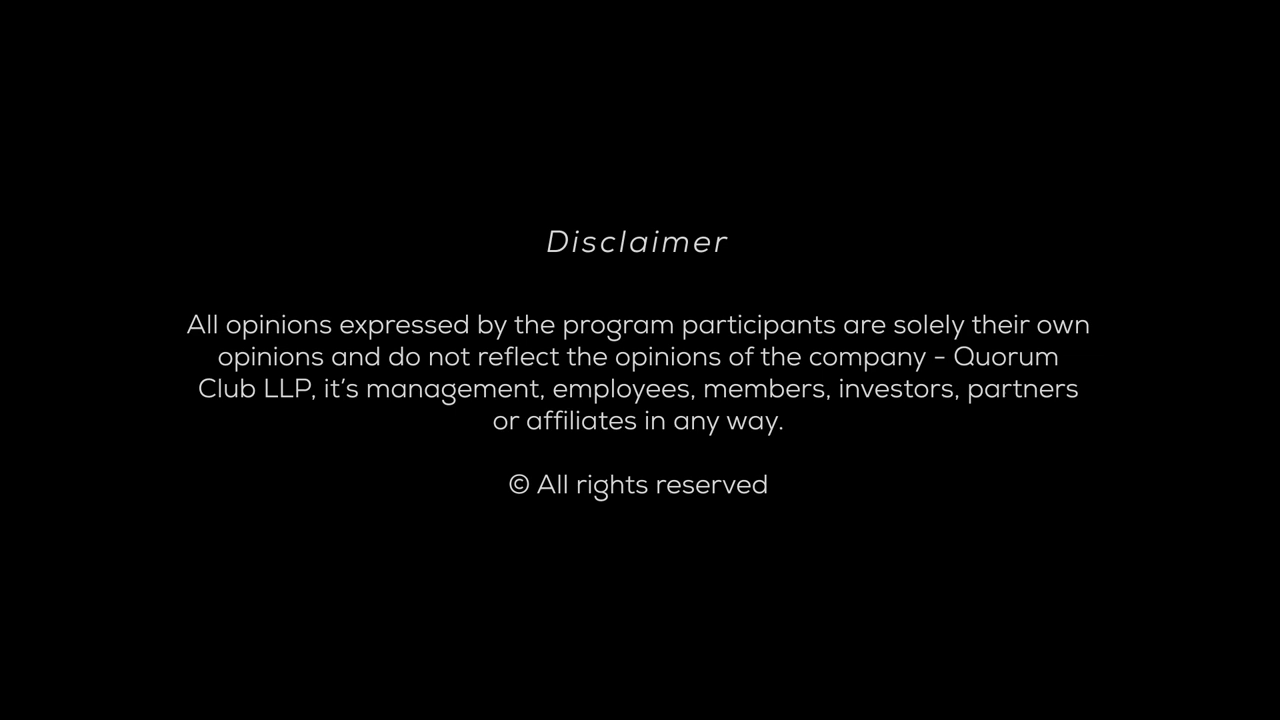 Disclaimer
All opinions expressed by the program participants are solely their own
opinions and do not reflect the opinions of the company - Quorum
Club LLP, it’s management, employees, members, investors, partners
or affiliates in any way.
© All rights reserved